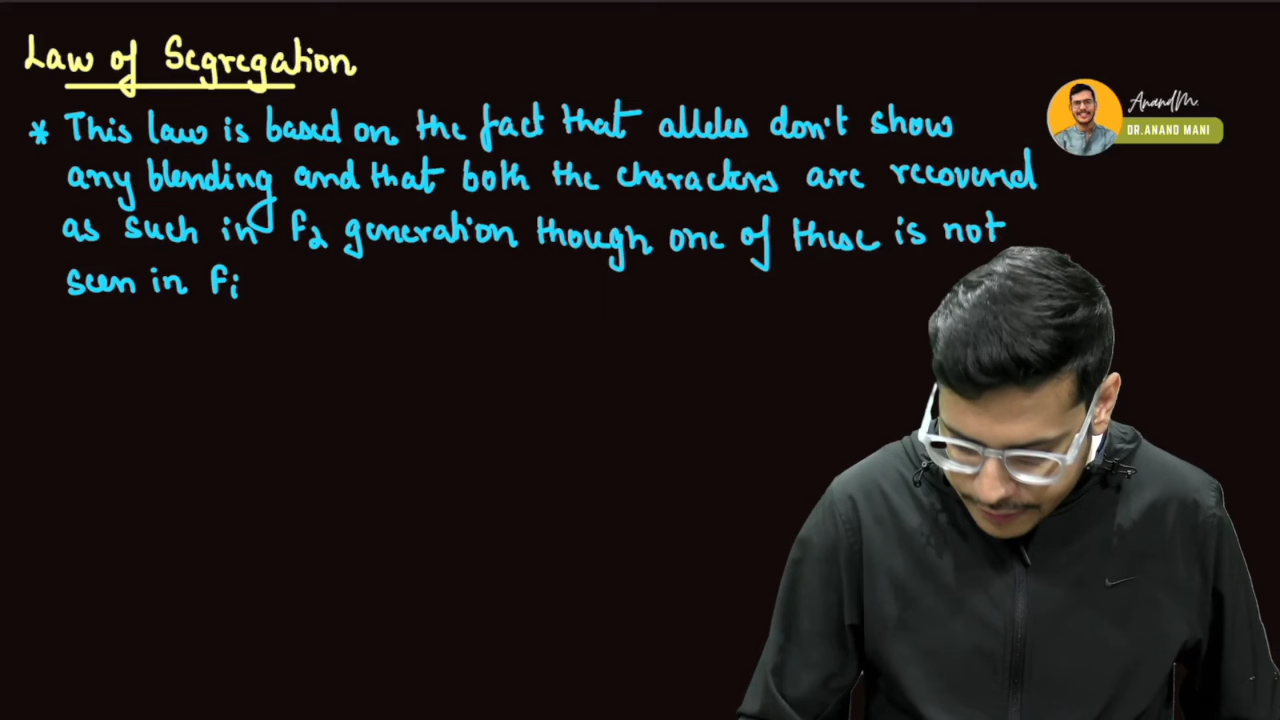 Law of Segregation
* This law is based on the fact that alleles don't show
any blending and that both the characters are recovered
as such in F2 generation though one of these is not
seen in F1
AnandM.
DR.ANAND MANI